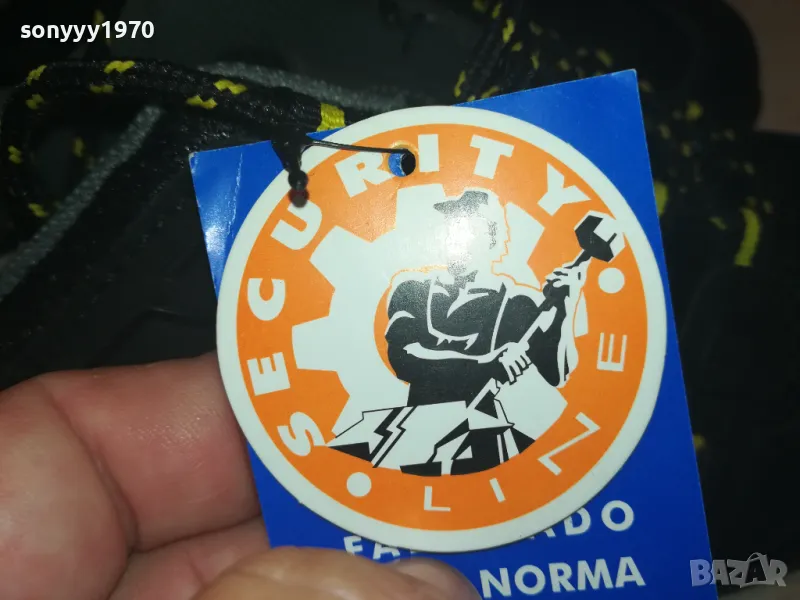 sonyyy1970
SECURITY
LINE
NORMA
BAZAR